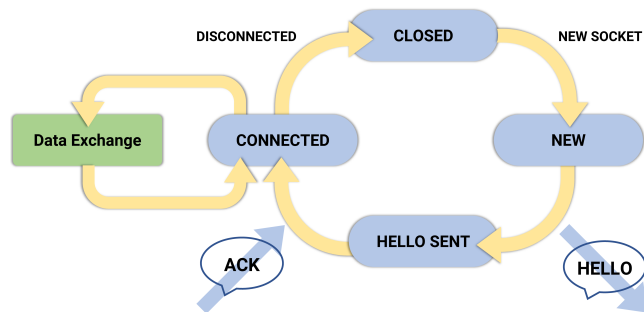 DISCONNECTED
CLOSED
NEW SOCKET
Data Exchange
CONNECTED
NEW
HELLO SENT
ACK
HELLO